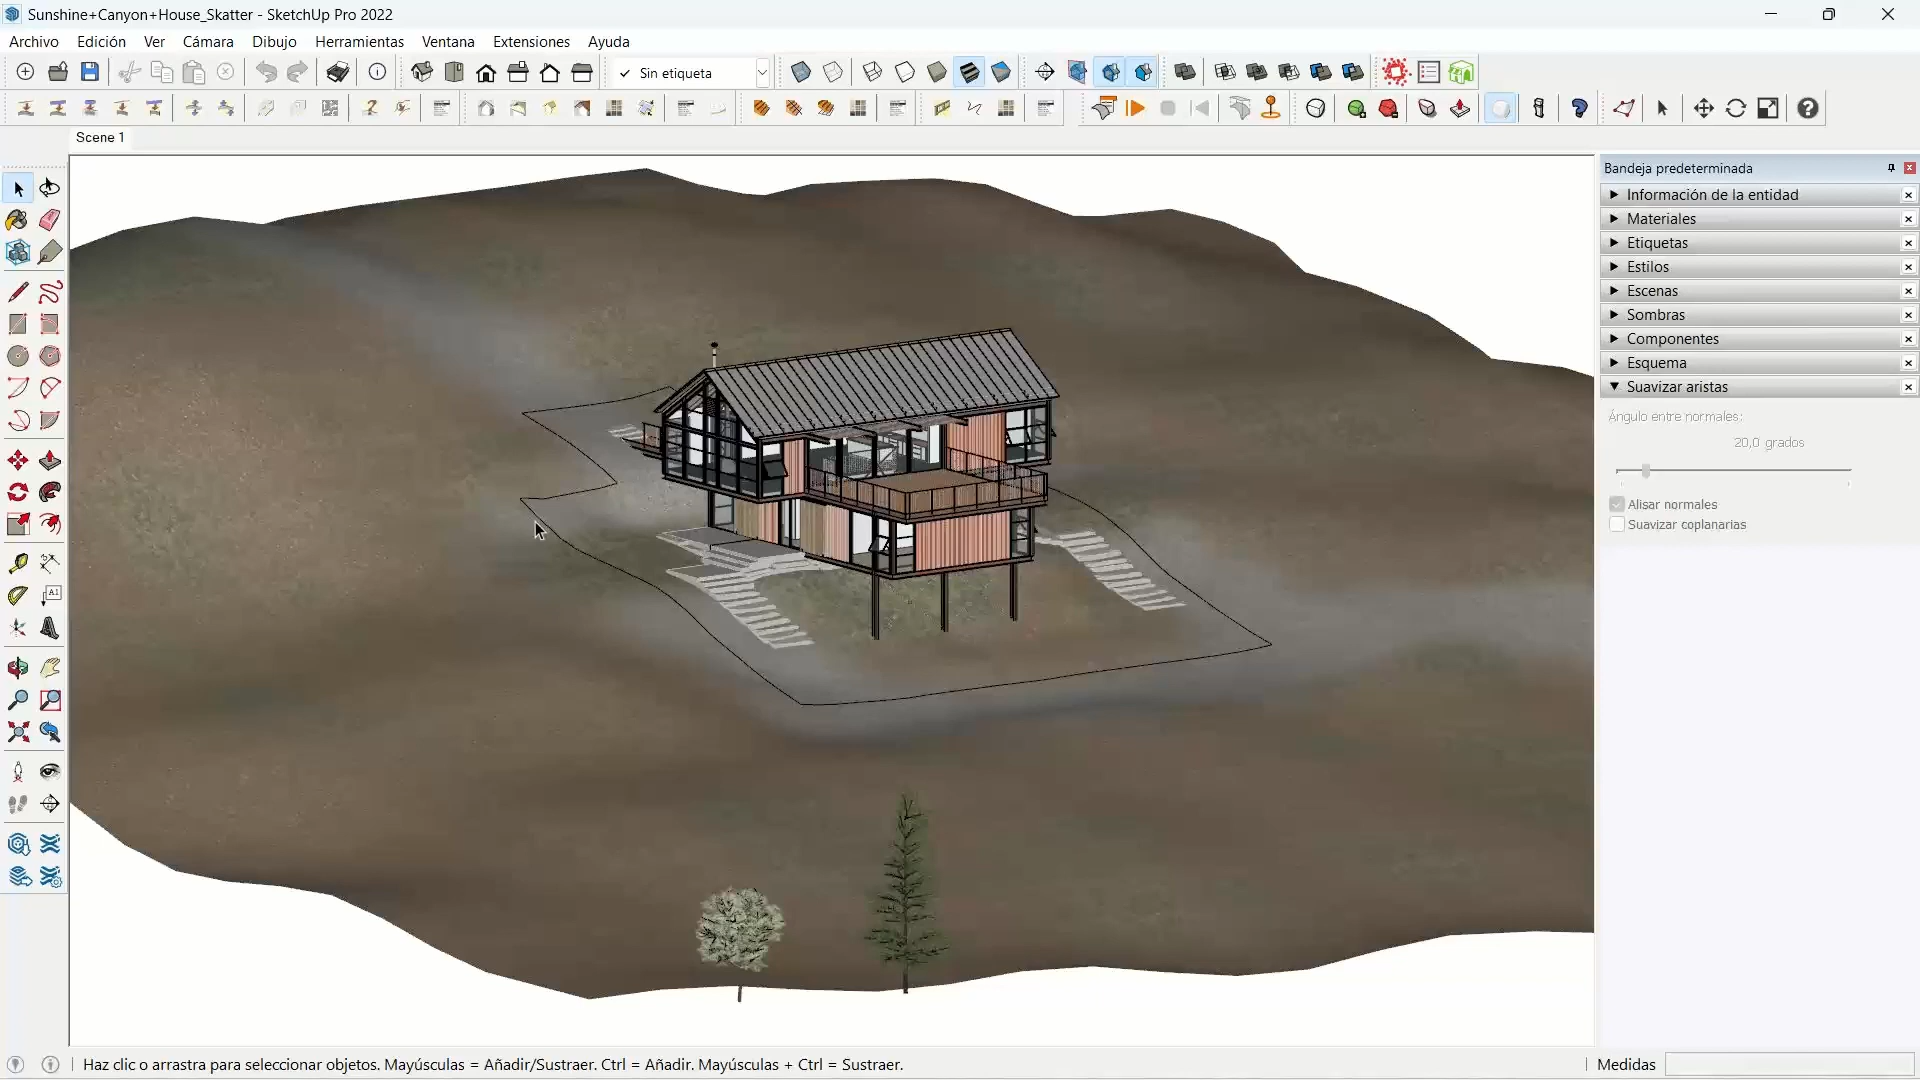 Sunshine+Canyon+House_Skatter - SketchUp Pro 2022
Archivo Edición Ver Cámara Dibujo Herramientas Ventana Extensiones Ayuda
Sin etiqueta
Scene 1
Bandeja predeterminada
Información de la entidad
Materiales
Etiquetas
Estilos
Escenas
Sombras
Componentes
Esquema
Suavizar aristas
Ángulo entre normales:
20,0 grados
Alisar normales
Suavizar coplanarias
A1
Haz clic o arrastra para seleccionar objetos. Mayúsculas = Añadir/Sustraer. Ctrl = Añadir. Mayúsculas + Ctrl = Sustraer.
Medidas